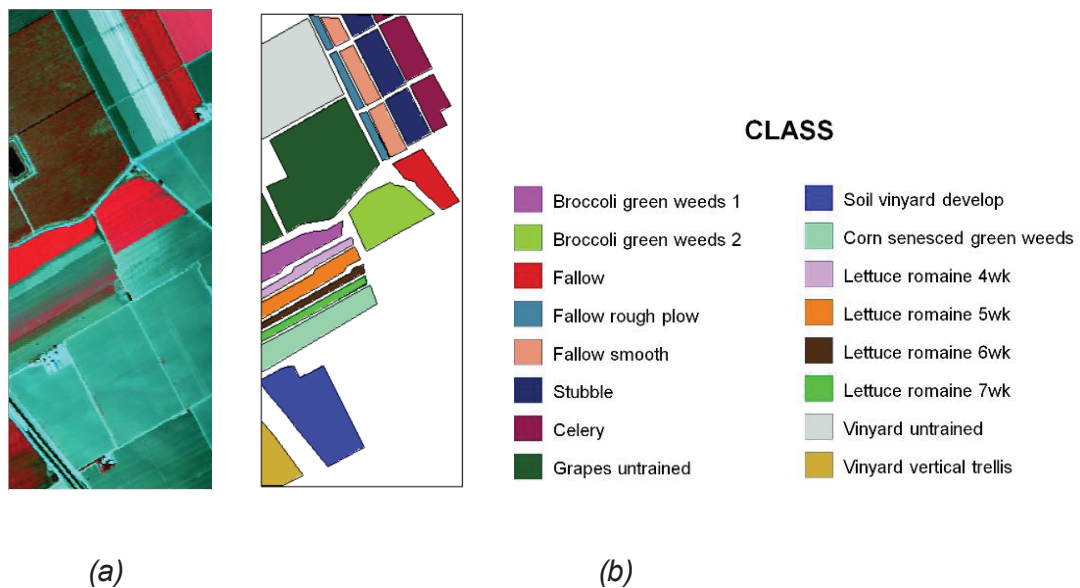 CLASS
Broccoli green weeds 1
Broccoli green weeds 2
Fallow
Fallow rough plow
Fallow smooth
Stubble
Celery
Grapes untrained
Soil vinyard develop
Corn senesced green weeds
Lettuce romaine 4wk
Lettuce romaine 5wk
Lettuce romaine 6wk
Lettuce romaine 7wk
Vinyard untrained
Vinyard vertical trellis
(a)
(b)